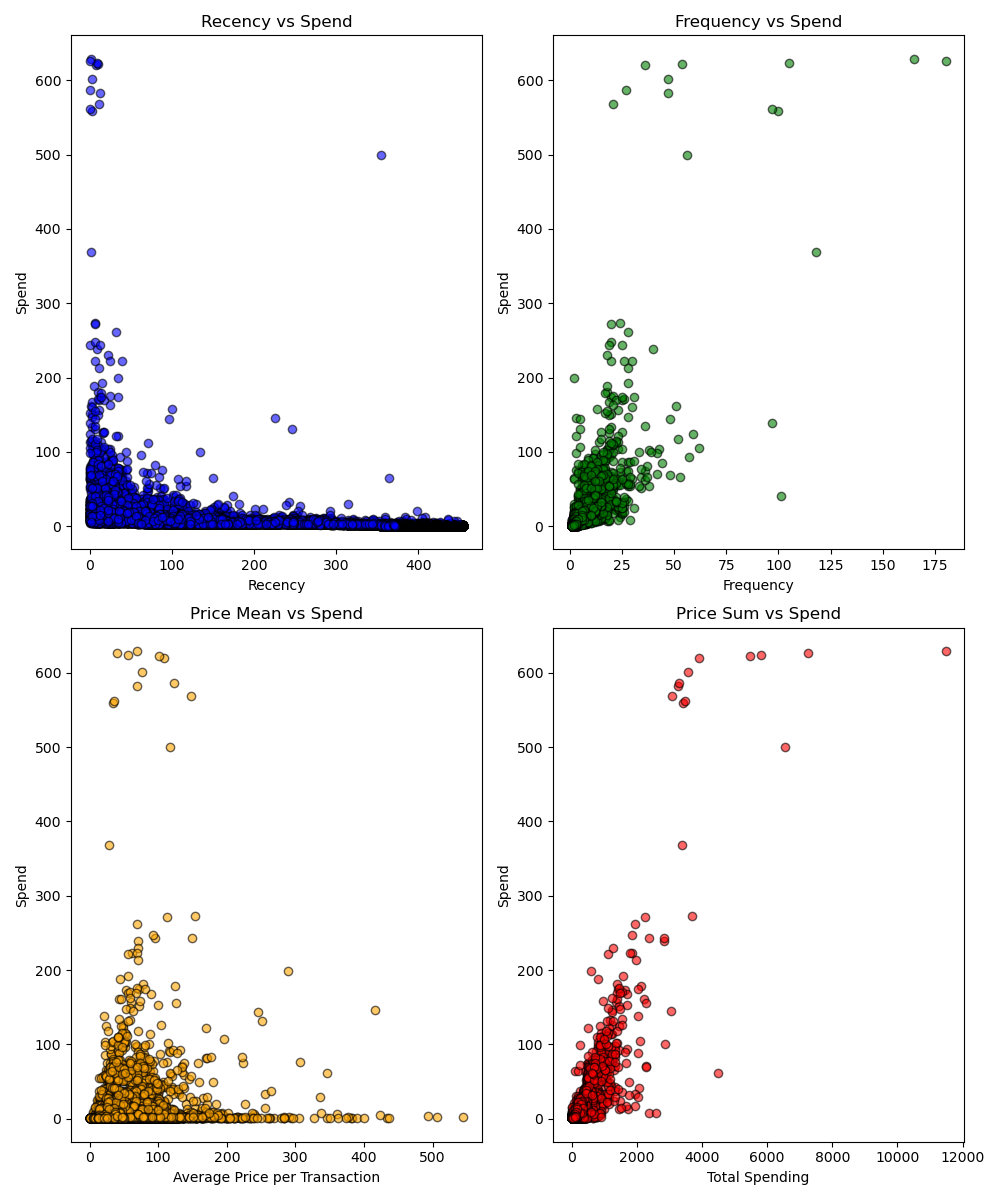 Recency vs Spend
Spend
600
500
400
300
200
100
0
0 100 200 300 400
Recency
Frequency vs Spend
Spend
600
500
400
300
200
100
0
0 25 50 75 100 125 150 175
Frequency
Price Mean vs Spend
Spend
600
500
400
300
200
100
0
0 100 200 300 400 500
Average Price per Transaction
Price Sum vs Spend
Spend
600
500
400
300
200
100
0
0 2000 4000 6000 8000 10000 12000
Total Spending